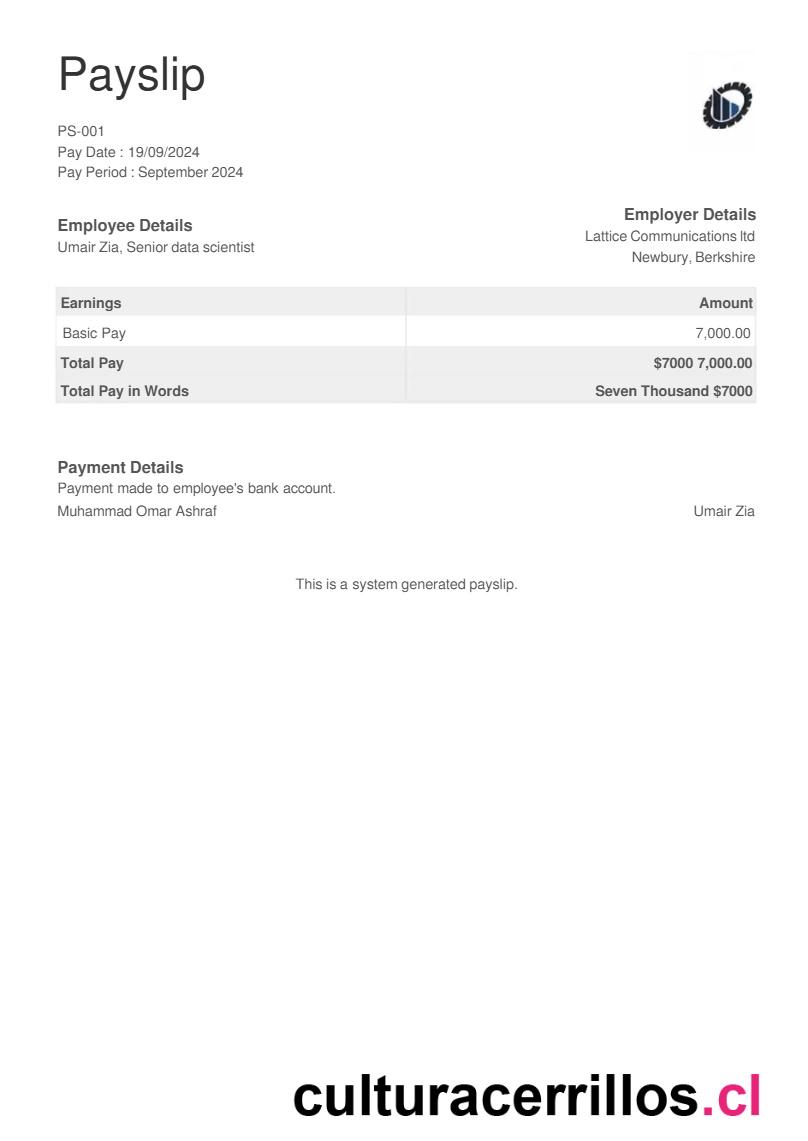 Payslip
PS-001
Pay Date : 19/09/2024
Pay Period : September 2024
Employer Details
Employee Details
Lattice Communications ltd
Umair Zia, Senior data scientist
Newbury, Berkshire
Earnings Amount
Basic Pay 7,000.00
Total Pay $7000 7,000.00
Total Pay in Words Seven Thousand $7000
Payment Details
Payment made to employee's bank account.
Muhammad Omar Ashraf Umair Zia
This is a system generated payslip.
culturacerrillos.cl